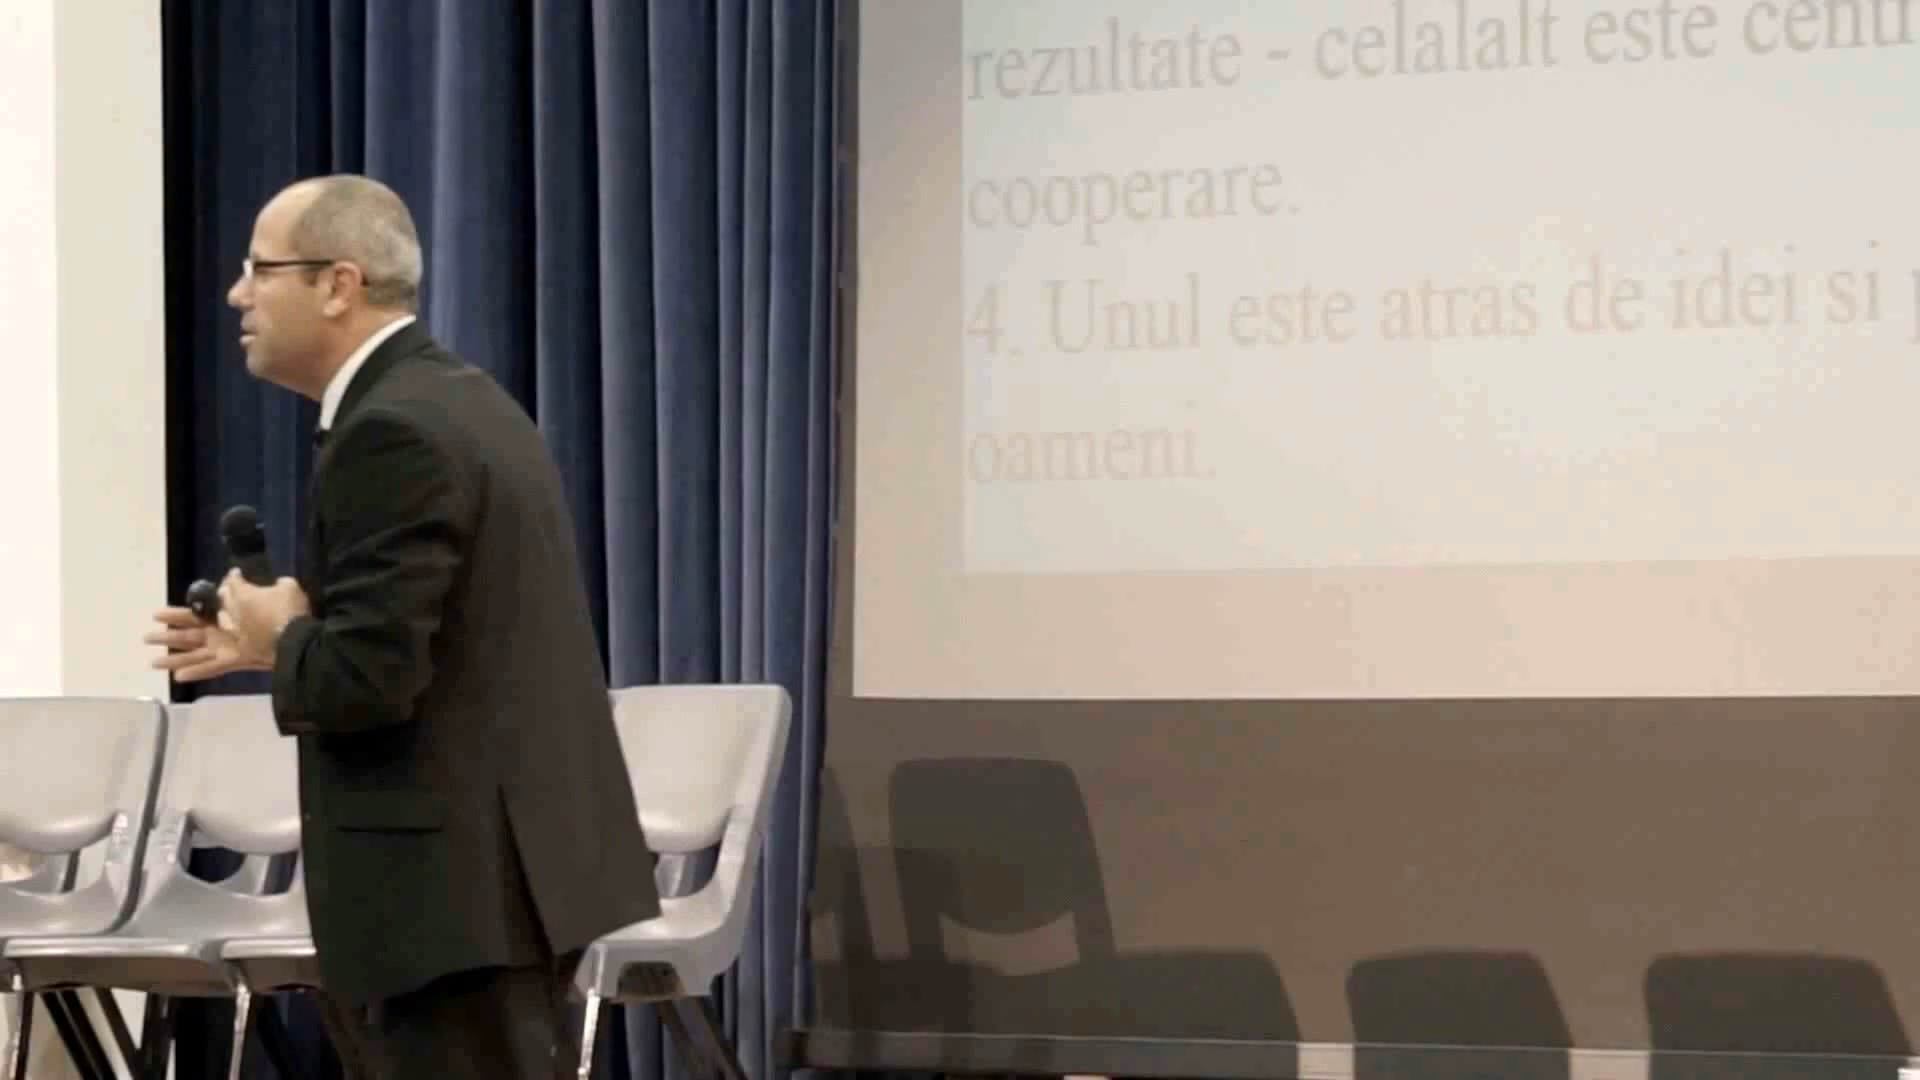 rezultate - celalalt este
cooperare.
4. Unul este atras de idei si
oameni.